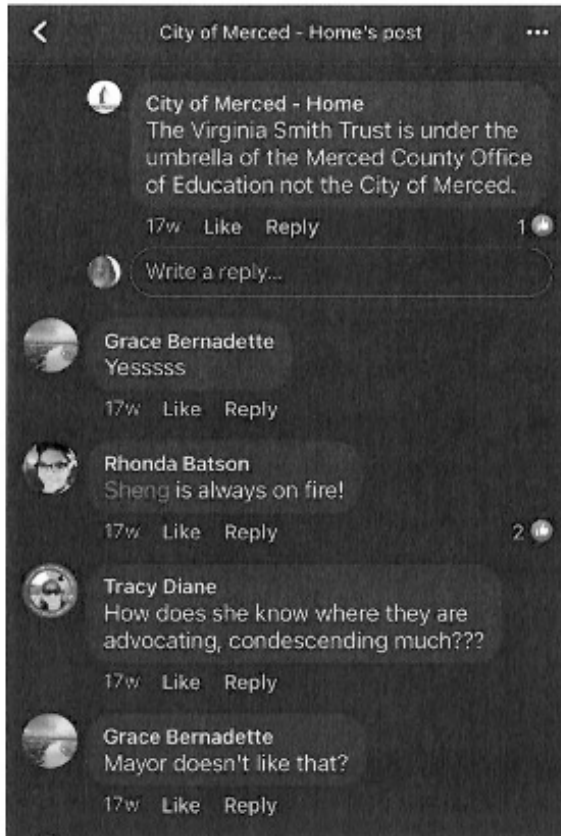 City of Merced - Home's post
City of Merced - Home
The Virginia Smith Trust is under the
umbrella of the Merced County Office
of Education not the City of Merced.
17w Like Reply 1
Write a reply...
Grace Bernadette
Yesssss
17w Like Reply
Rhonda Batson
Sheng is always on fire!
17w Like Reply 2
Tracy Diane
How does she know where they are
advocating, condescending much???
17w Like Reply
Grace Bernadette
Mayor doesn't like that?
17w Like Reply